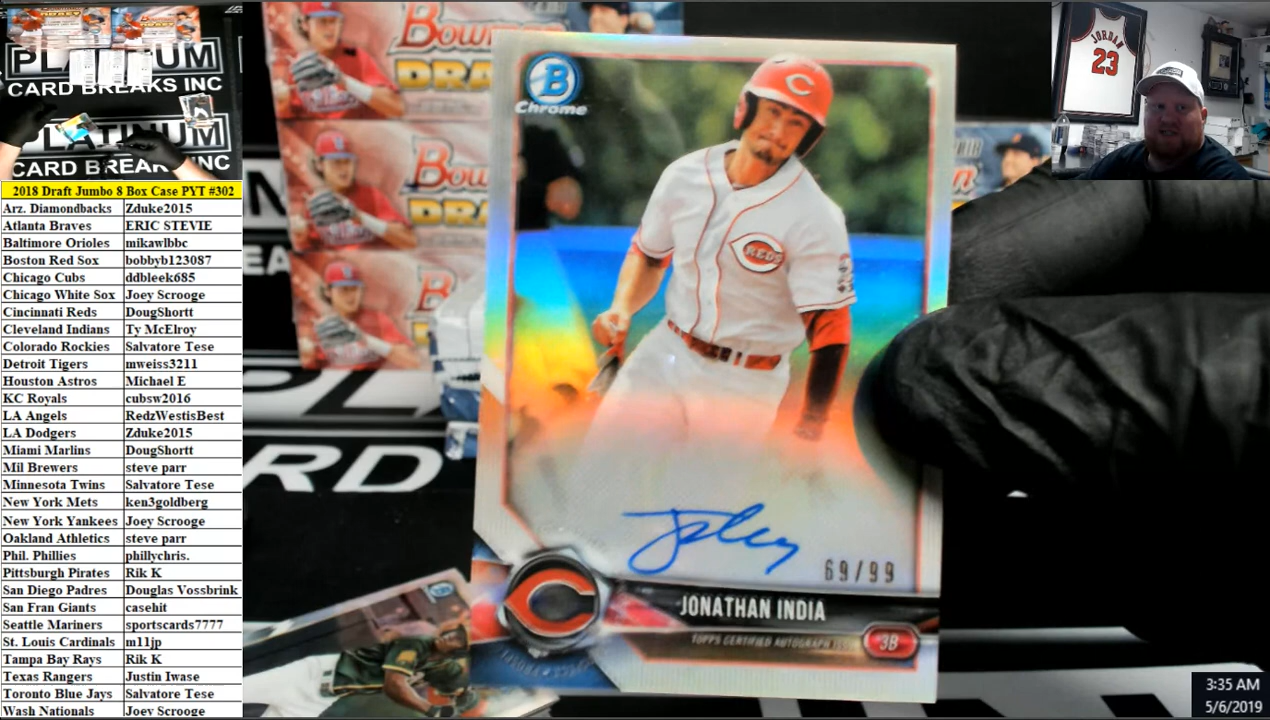 PLATINUM
CARD BREAKS INC
PLATINUM
CARD BREAKS INC
2018 Draft Jumbo 8 Box Case PYT #302
Arz. Diamondbacks Zduke2015
Atlanta Braves ERIC STEVIE
Baltimore Orioles mikawlbbc
Boston Red Sox bobbyb123087
Chicago Cubs ddbleek685
Chicago White Sox Joey Scrooge
Cincinnati Reds DougShortt
Cleveland Indians Ty McElroy
Colorado Rockies Salvatore Tese
Detroit Tigers mweiss3211
Houston Astros Michael E
KC Royals cubsw2016
LA Angels RedzWestisBest
LA Dodgers Zduke2015
Miami Marlins DougShortt
Mil Brewers steve parr
Minnesota Twins Salvatore Tese
New York Mets ken3goldberg
New York Yankees Joey Scrooge
Oakland Athletics steve parr
Phil. Phillies phillychris.
Pittsburgh Pirates Rik K
San Diego Padres Douglas Vossbrink
San Fran Giants casehit
Seattle Mariners sportscards7777
St. Louis Cardinals m11jp
Tampa Bay Rays Rik K
Texas Rangers Justin Iwase
Toronto Blue Jays Salvatore Tese
Wash Nationals Joey Scrooge
Bow
DRA
Bow
DR
B
B
Chrome
C
REDS
69/99
JONATHAN INDIA
TOPPS CERTIFIED AUTOGRAPH
3B
ARD
JORDAN
23
3:35 AM
5/6/2019